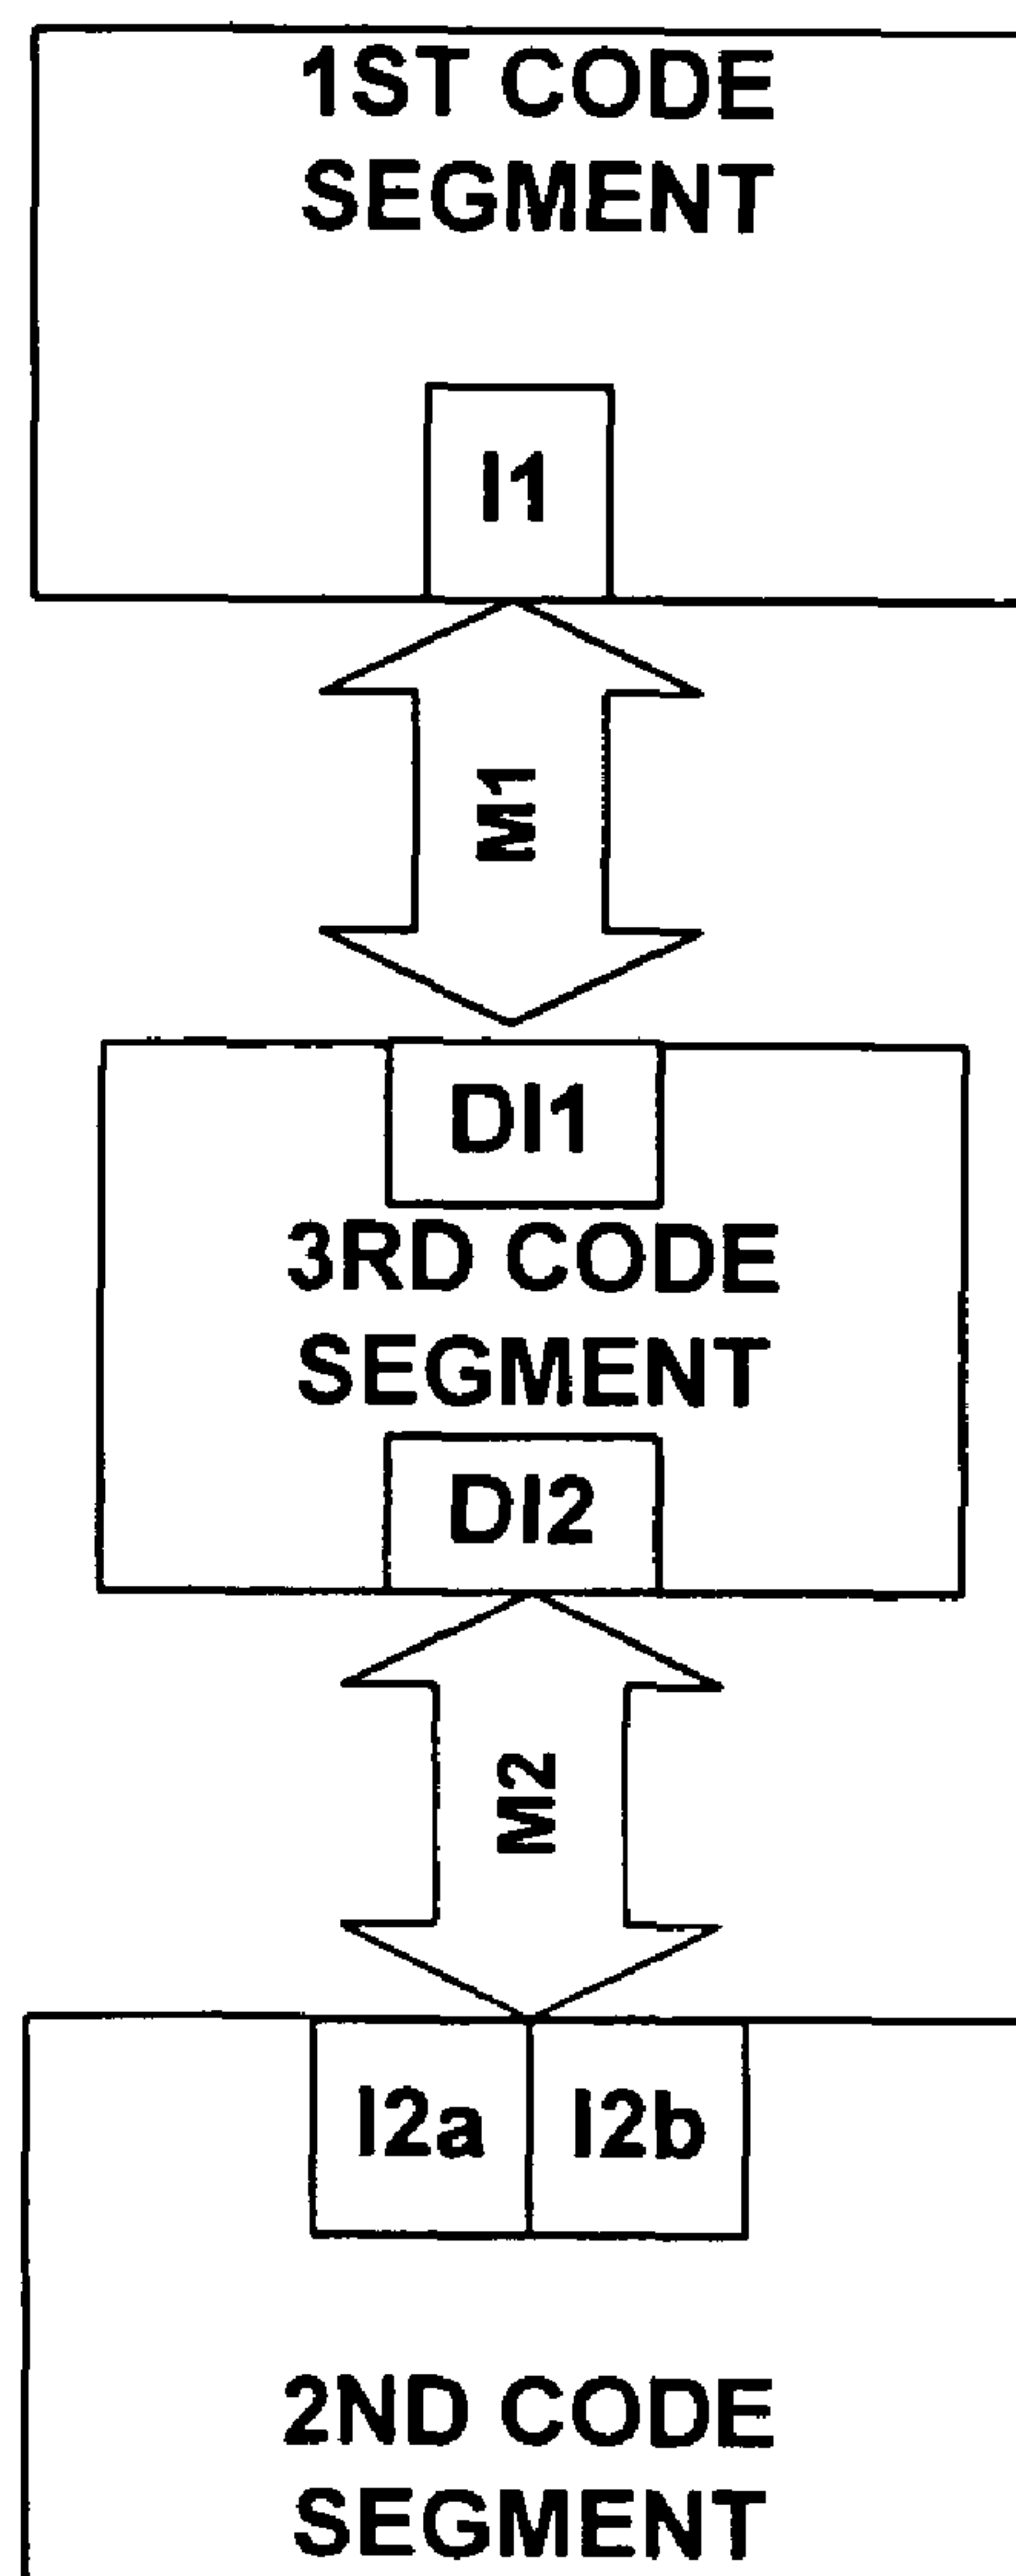 1ST CODE
SEGMENT
I1
M1
DI1
3RD CODE
SEGMENT
DI2
M2
I2a I2b
2ND CODE
SEGMENT